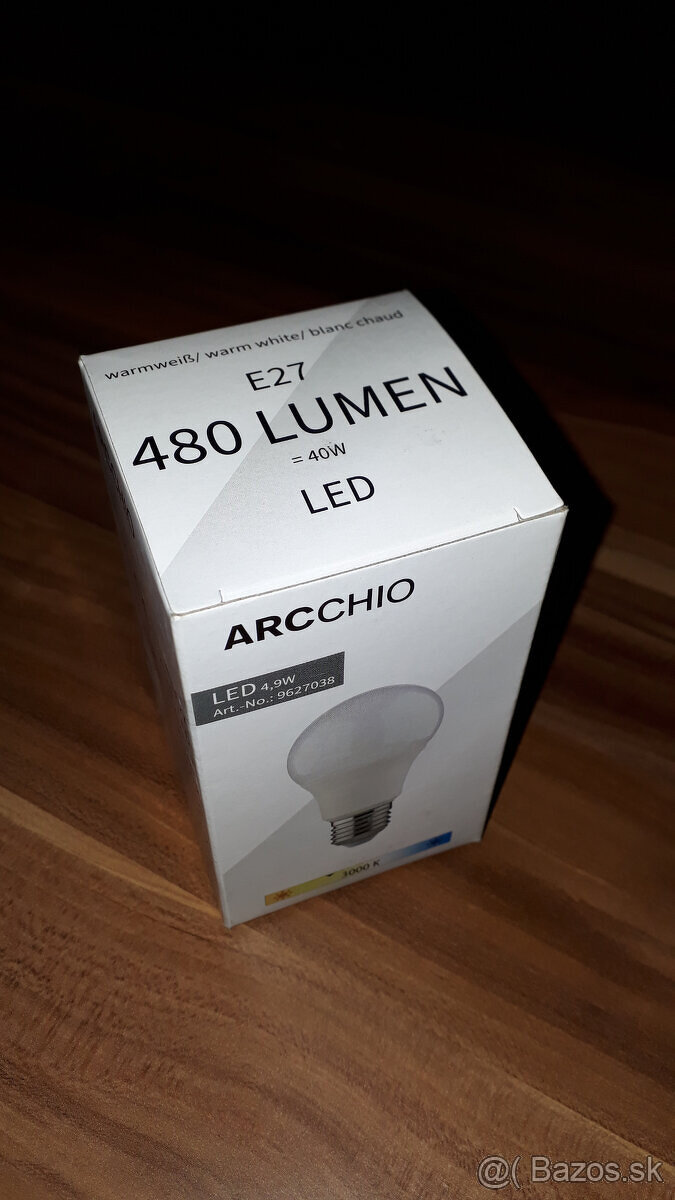 warmweiß/ warm white/ blanc chaud
E27
480 LUMEN
= 40W
LED
ARCCHIO
LED 4,9W
Art.-No.: 9627038
3000 K
@( Bazos.sk